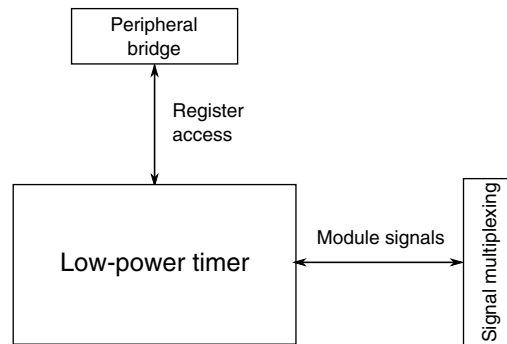 Peripheral
bridge
Register
access
Low-power timer
Module signals
Signal multiplexing